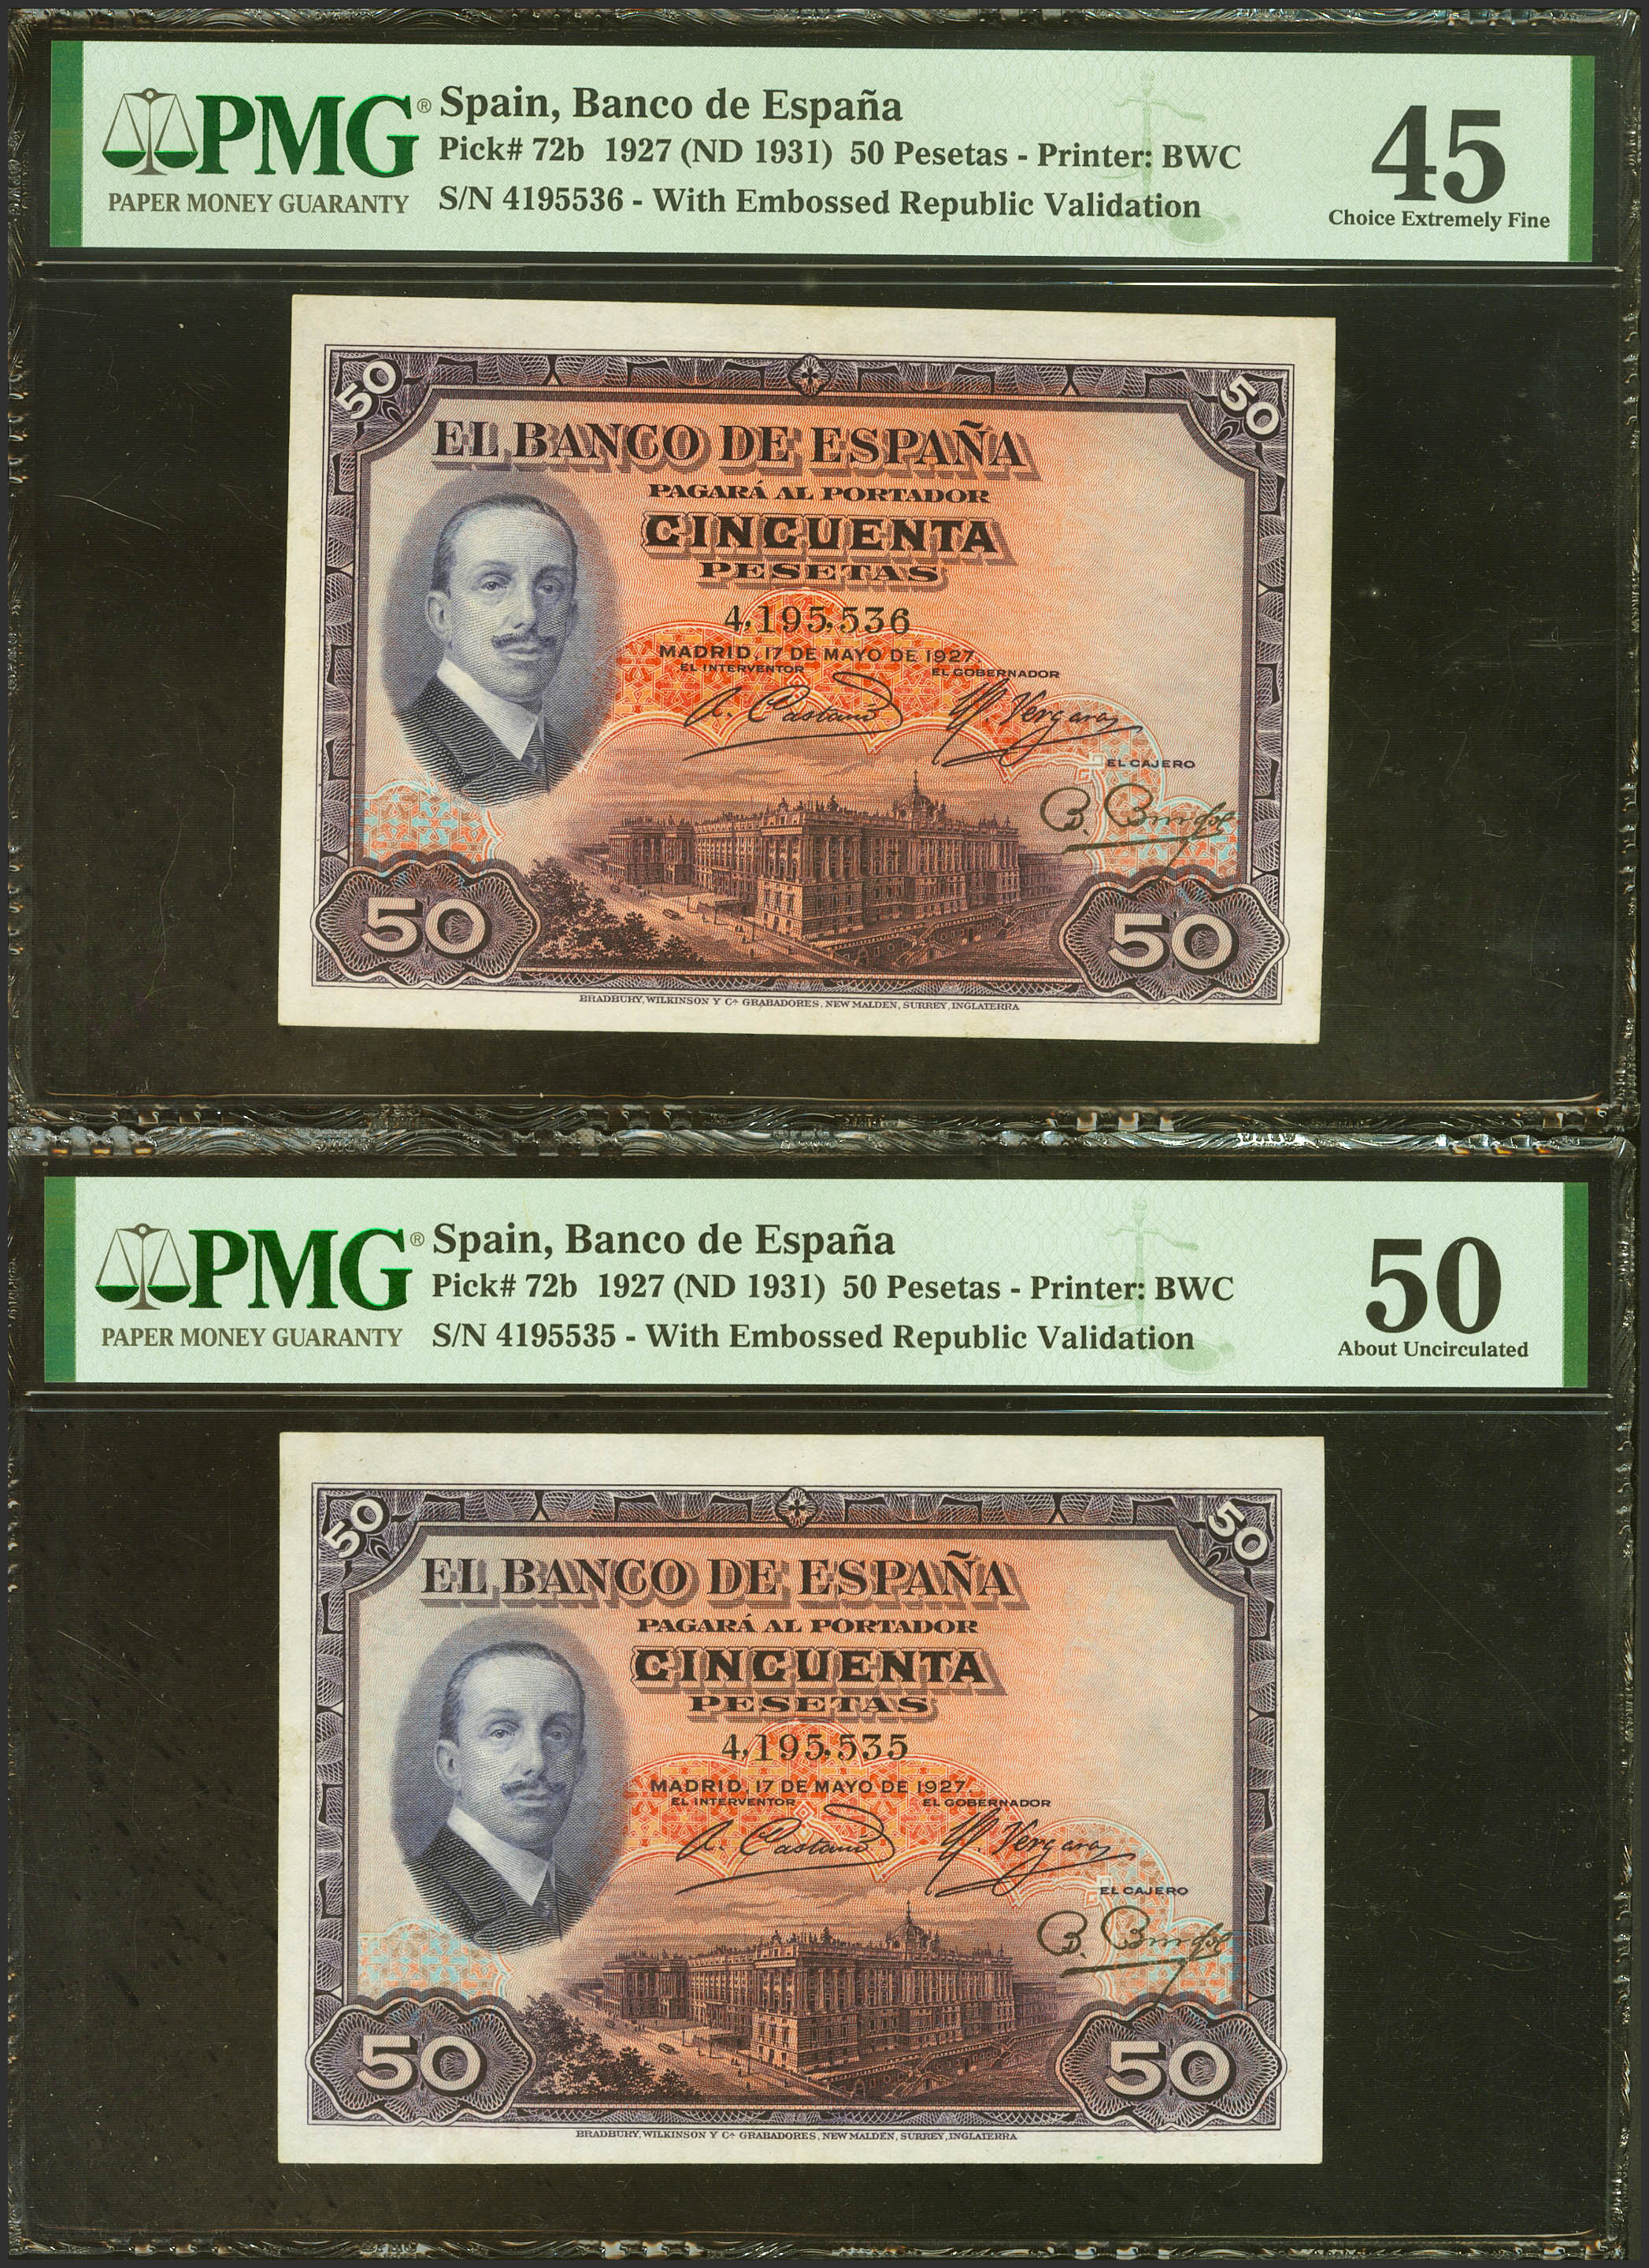 PMG®
PAPER MONEY GUARANTY
Spain, Banco de España
Pick# 72b 1927 (ND 1931) 50 Pesetas - Printer: BWC
S/N 4195536 - With Embossed Republic Validation
45
Choice Extremely Fine
50
50
EL BANCO DE ESPAÑA
PAGARÁ AL PORTADOR
CINCUENTA
PESETAS
4,195,536
MADRID, 17 DE MAYO DE 1927.
EL INTERVENTOR
EL GOBERNADOR
A. Castaño
Vergara
EL CAJERO
50
50
BRADBURY, WILKINSON Y Cª GRABADORES, NEW MALDEN, SURREY, INGLATERRA
PMG®
PAPER MONEY GUARANTY
Spain, Banco de España
Pick# 72b 1927 (ND 1931) 50 Pesetas - Printer: BWC
S/N 4195535 - With Embossed Republic Validation
50
About Uncirculated
50
50
EL BANCO DE ESPAÑA
PAGARÁ AL PORTADOR
CINCUENTA
PESETAS
4,195,535
MADRID, 17 DE MAYO DE 1927.
EL INTERVENTOR
EL GOBERNADOR
A. Castaño
Vergara
EL CAJERO
50
50
BRADBURY, WILKINSON Y Cª GRABADORES, NEW MALDEN, SURREY, INGLATERRA